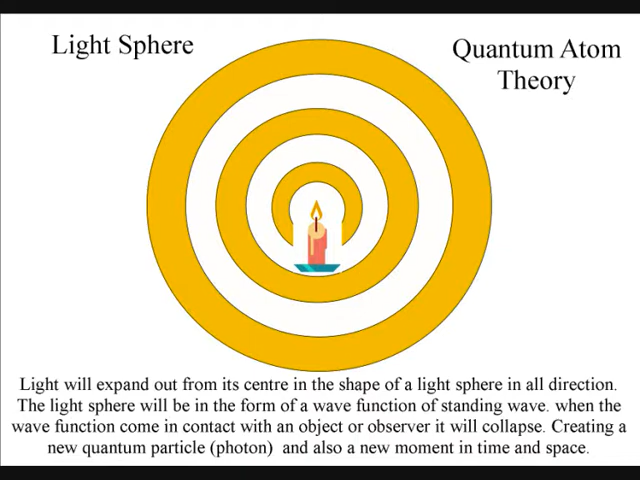 Light Sphere
Quantum Atom
Theory
Light will expand out from its centre in the shape of a light sphere in all direction.
The light sphere will be in the form of a wave function of standing wave. when the
wave function come in contact with an object or observer it will collapse. Creating a
new quantum particle (photon) and also a new moment in time and space.